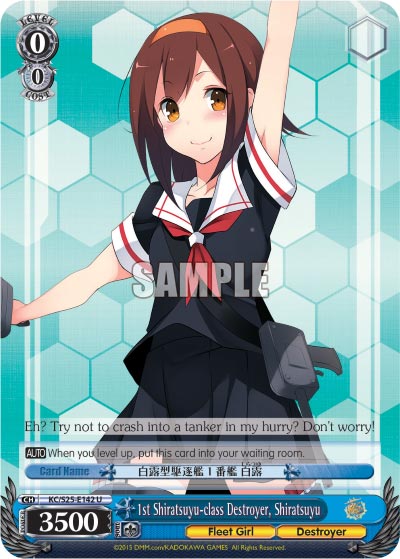 LEVEL
0
0
COST
SAMPLE
Eh? Try not to crash into a tanker in my hurry? Don't worry!
AUTO When you level up, put this card into your waiting room.
Card Name 白露型駆逐艦1番艦 白露
KC/S25-E142 U
1st Shiratsuyu-class Destroyer, Shiratsuyu
POWER 3500 SOUL
Fleet Girl Destroyer
©2015 DMM.com/KADOKAWA GAMES All Rights Reserved.